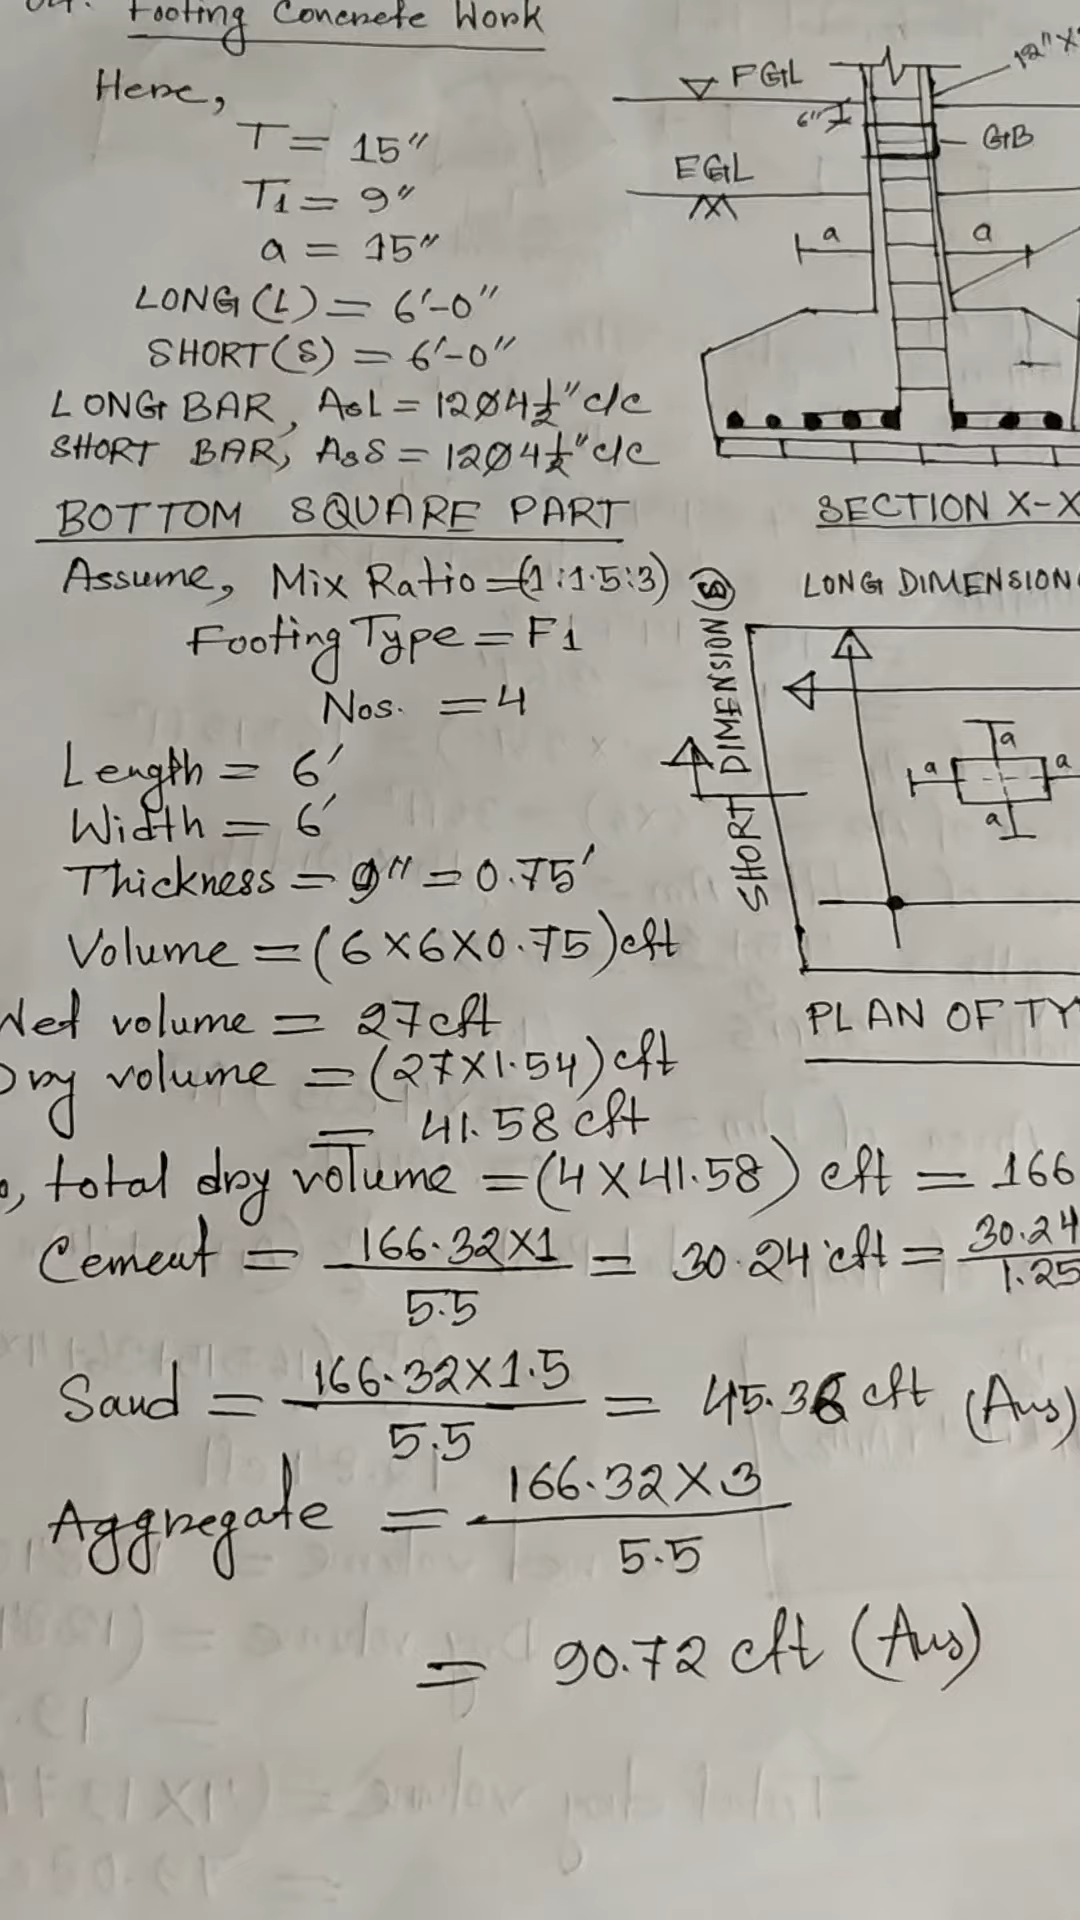 Footing Concrete Work
Here,
T = 15"
T1 = 9"
a = 15"
LONG (L) = 6'-0"
SHORT (S) = 6'-0"
LONG BAR, AsL = 12Ø4½" c/c
SHORT BAR, AsS = 12Ø4½" c/c
FGL
12"X
6"
GB
EGL
a
a
SECTION X-X
BOTTOM SQUARE PART
Assume, Mix Ratio = (1:1.5:3)
Footing Type = F1
Nos. = 4
Length = 6'
Width = 6'
Thickness = 9" = 0.75'
Volume = (6×6×0.75) cft
LONG DIMENSION
SHORT DIMENSION (S)
a
a
a
a
PLAN OF TY
Wet volume = 27 cft
Dry volume = (27×1.54) cft
= 41.58 cft
total dry volume = (4×41.58) cft = 166
Cement = 166.32×1 / 5.5 = 30.24 cft = 30.24 / 1.25
Sand = 166.32×1.5 / 5.5 = 45.36 cft (Ans)
Aggregate = 166.32×3 / 5.5
= 90.72 cft (Ans)